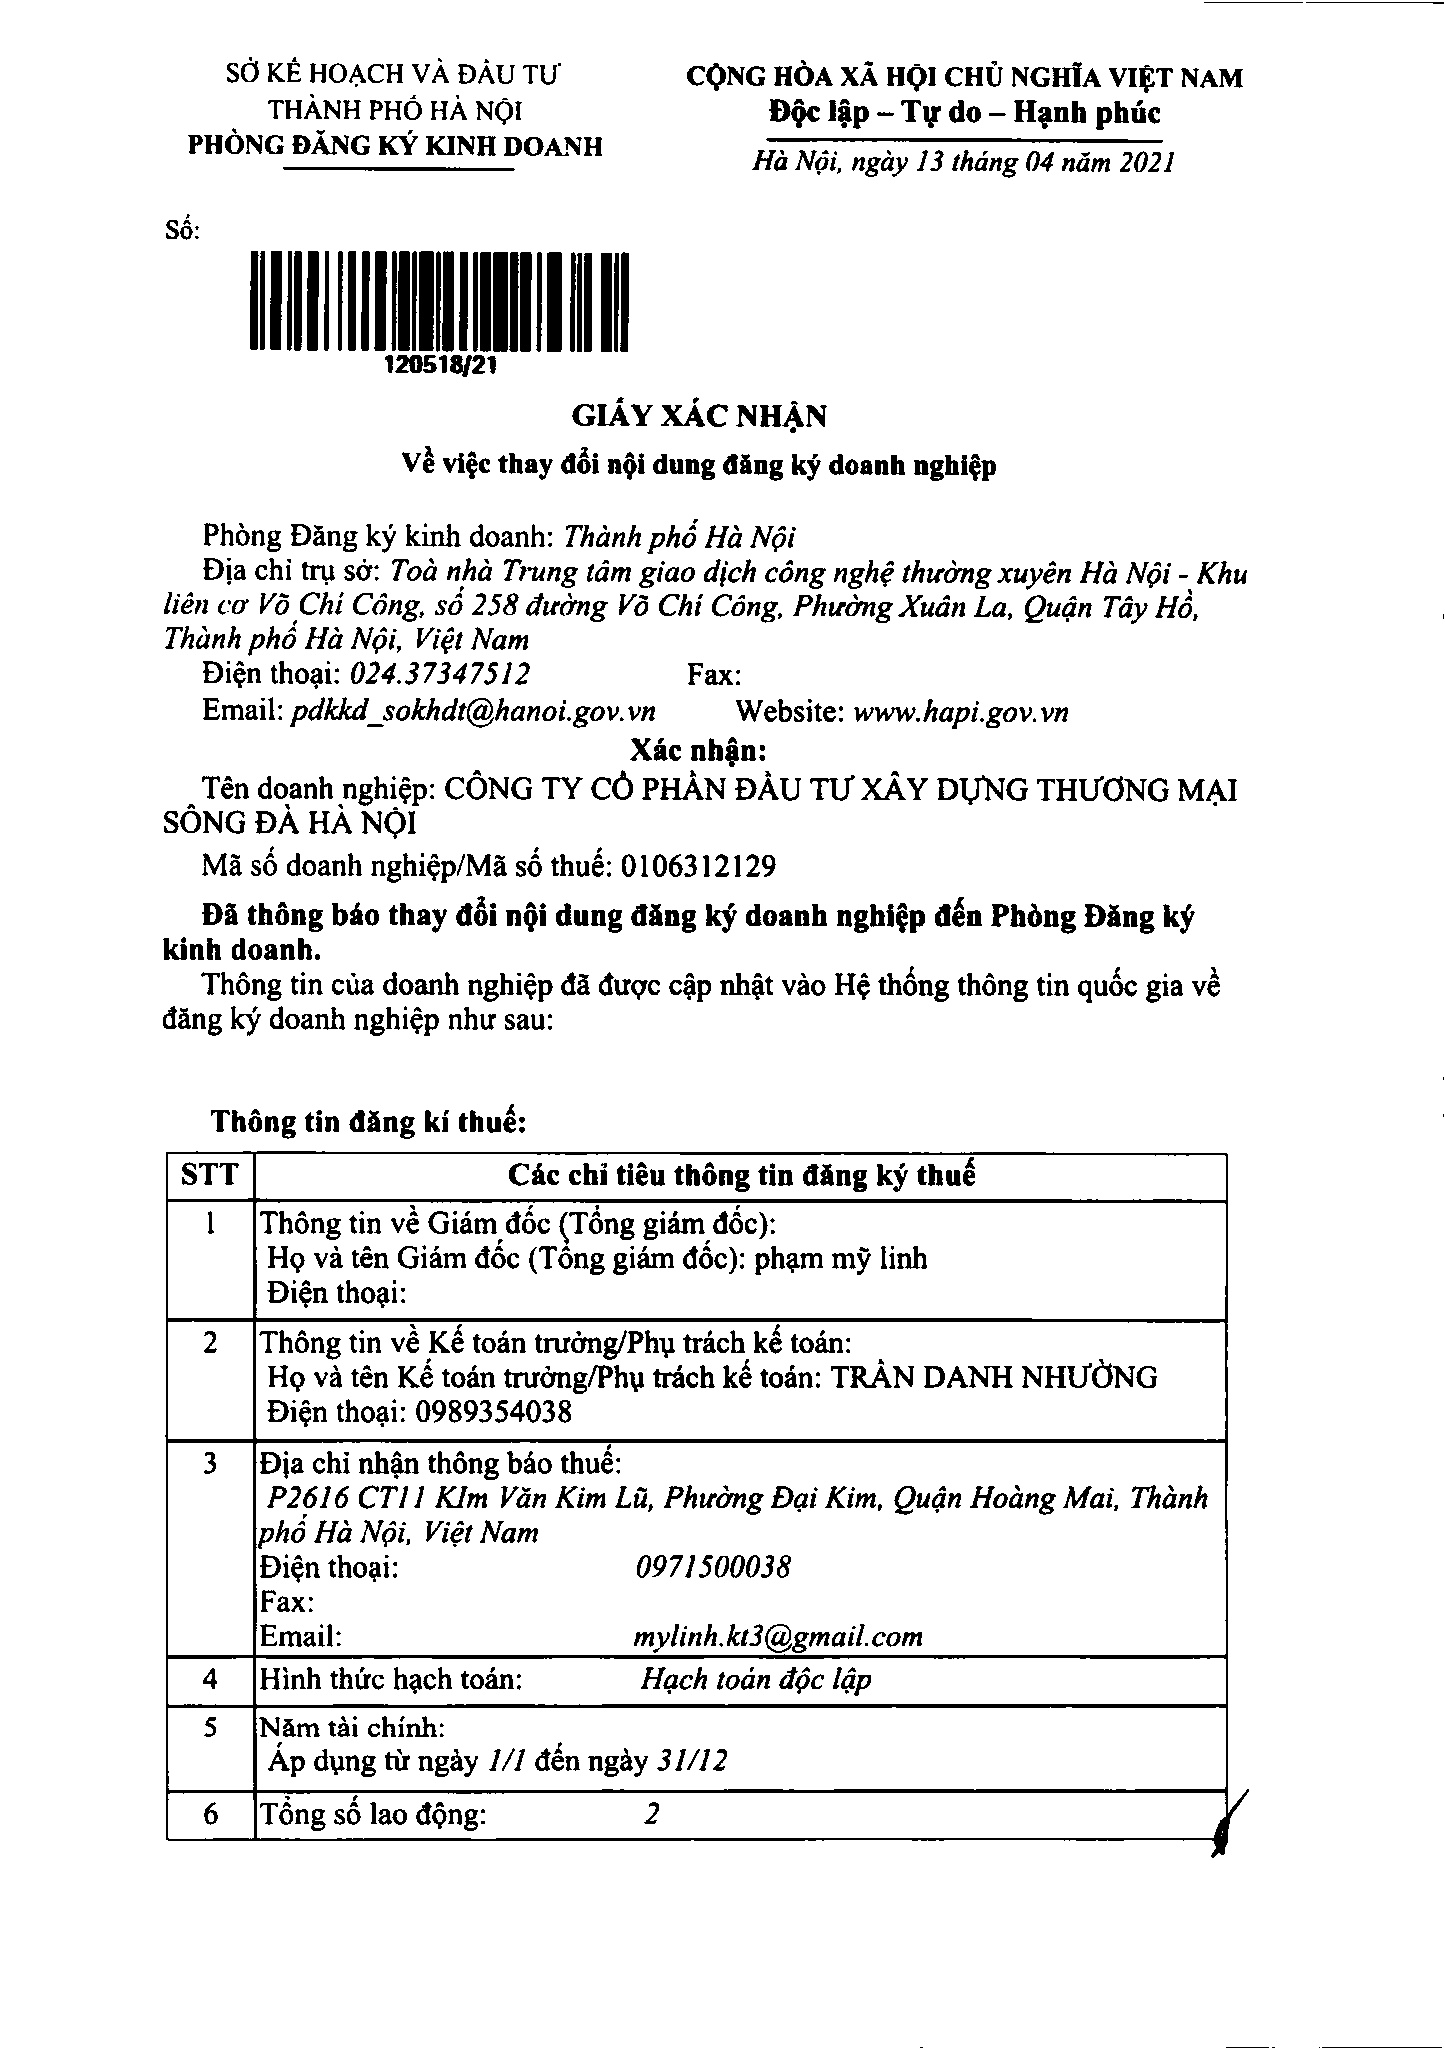 SỞ KẾ HOẠCH VÀ ĐẦU TƯ
THÀNH PHỐ HÀ NỘI
PHÒNG ĐĂNG KÝ KINH DOANH
CỘNG HÒA XÃ HỘI CHỦ NGHĨA VIỆT NAM
Độc lập – Tự do – Hạnh phúc
Hà Nội, ngày 13 tháng 04 năm 2021
Số:
120518/21
GIẤY XÁC NHẬN
Về việc thay đổi nội dung đăng ký doanh nghiệp
Phòng Đăng ký kinh doanh: Thành phố Hà Nội
Địa chỉ trụ sở: Toà nhà Trung tâm giao dịch công nghệ thường xuyên Hà Nội - Khu
liên cơ Võ Chí Công, số 258 đường Võ Chí Công, Phường Xuân La, Quận Tây Hồ,
Thành phố Hà Nội, Việt Nam
Điện thoại: 024.37347512 Fax:
Email: pdkkd_sokhdt@hanoi.gov.vn Website: www.hapi.gov.vn
Xác nhận:
Tên doanh nghiệp: CÔNG TY CỔ PHẦN ĐẦU TƯ XÂY DỰNG THƯƠNG MẠI
SÔNG ĐÀ HÀ NỘI
Mã số doanh nghiệp/Mã số thuế: 0106312129
Đã thông báo thay đổi nội dung đăng ký doanh nghiệp đến Phòng Đăng ký
kinh doanh.
Thông tin của doanh nghiệp đã được cập nhật vào Hệ thống thông tin quốc gia về
đăng ký doanh nghiệp như sau:
Thông tin đăng kí thuế:
STT Các chỉ tiêu thông tin đăng ký thuế
1 Thông tin về Giám đốc (Tổng giám đốc):
Họ và tên Giám đốc (Tổng giám đốc): phạm mỹ linh
Điện thoại:
2 Thông tin về Kế toán trưởng/Phụ trách kế toán:
Họ và tên Kế toán trưởng/Phụ trách kế toán: TRẦN DANH NHƯỜNG
Điện thoại: 0989354038
3 Địa chỉ nhận thông báo thuế:
P2616 CT11 KIm Văn Kim Lũ, Phường Đại Kim, Quận Hoàng Mai, Thành
phố Hà Nội, Việt Nam
Điện thoại: 0971500038
Fax:
Email: mylinh.kt3@gmail.com
4 Hình thức hạch toán: Hạch toán độc lập
5 Năm tài chính:
Áp dụng từ ngày 1/1 đến ngày 31/12
6 Tổng số lao động: 2